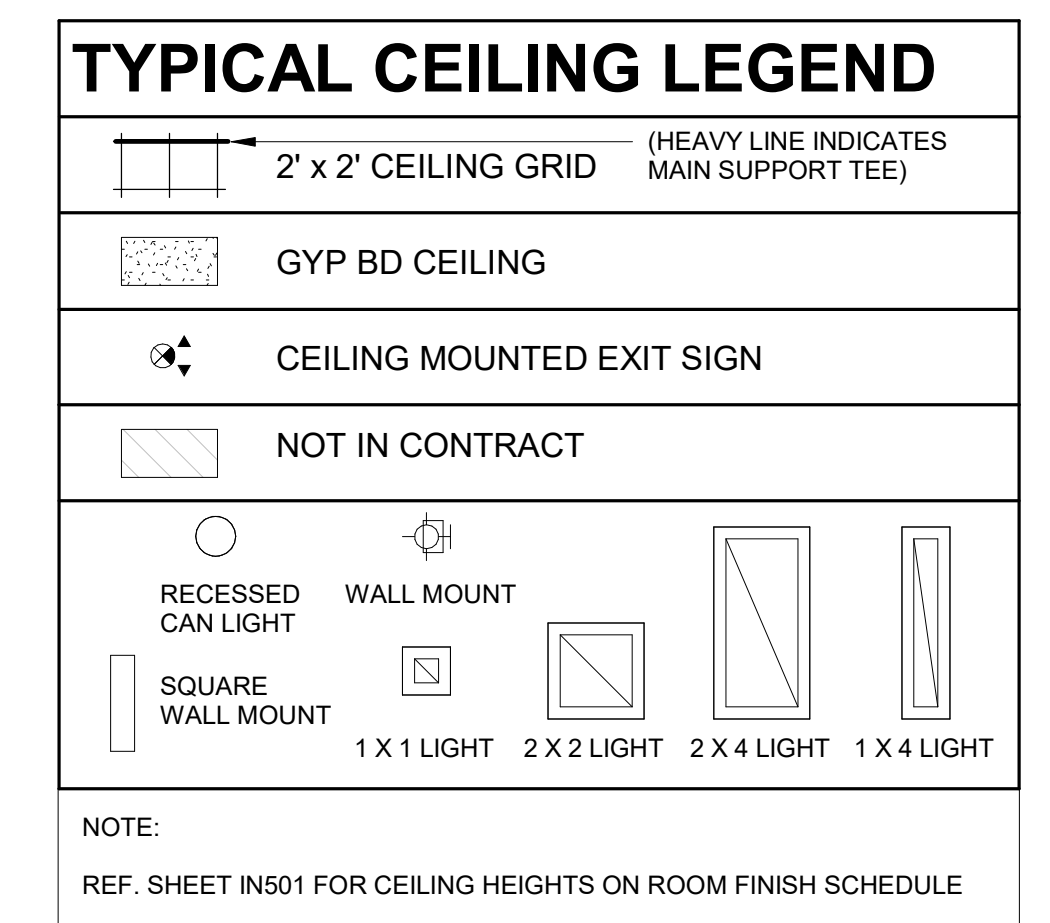 TYPICAL CEILING LEGEND
2' x 2' CEILING GRID
(HEAVY LINE INDICATES
MAIN SUPPORT TEE)
GYP BD CEILING
CEILING MOUNTED EXIT SIGN
NOT IN CONTRACT
RECESSED
CAN LIGHT
WALL MOUNT
SQUARE
WALL MOUNT
1 X 1 LIGHT
2 X 2 LIGHT
2 X 4 LIGHT
1 X 4 LIGHT
NOTE:
REF. SHEET IN501 FOR CEILING HEIGHTS ON ROOM FINISH SCHEDULE